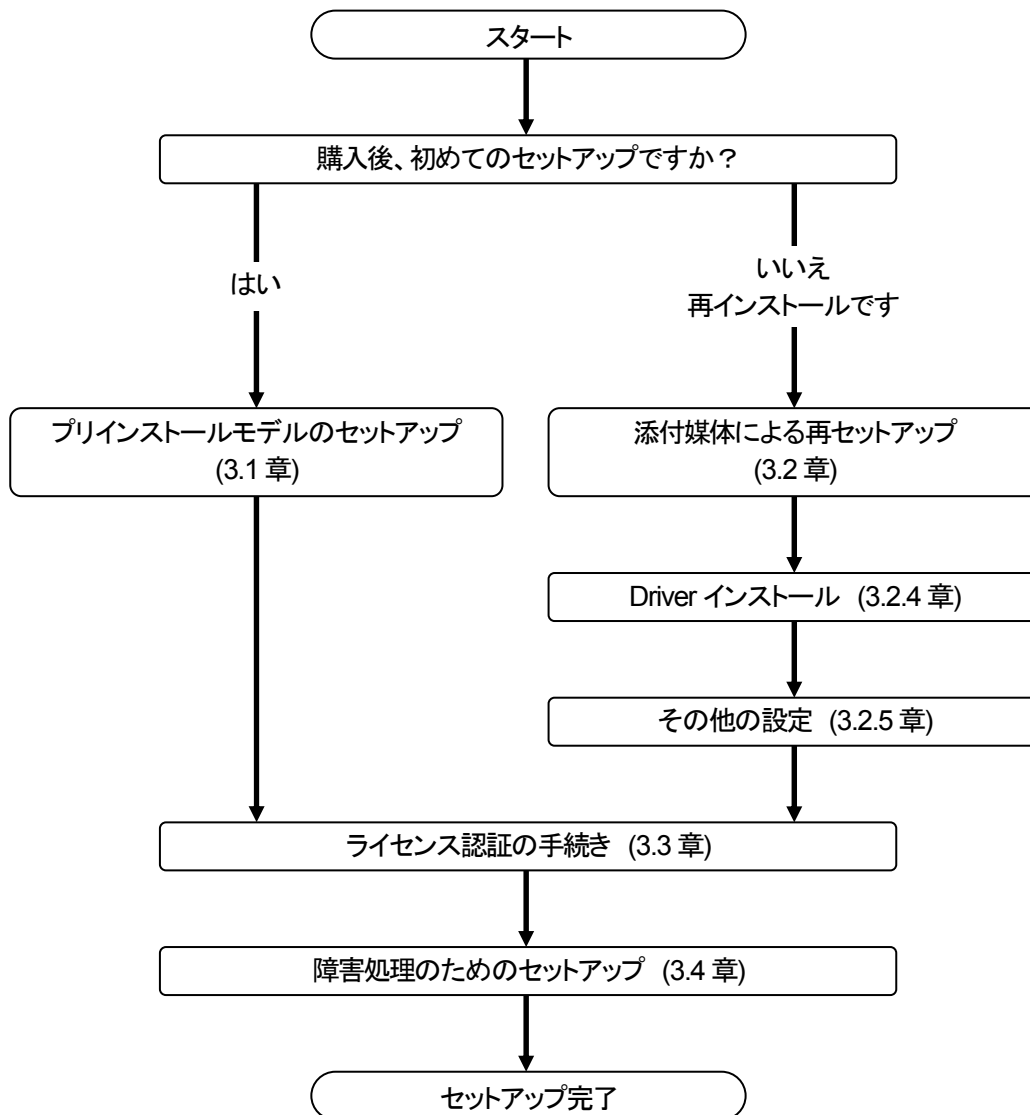 スタート
購入後、初めてのセットアップですか？
はい
いいえ
再インストールです
プリインストールモデルのセットアップ
(3.1 章)
添付媒体による再セットアップ
(3.2 章)
Driver インストール (3.2.4 章)
その他の設定 (3.2.5 章)
ライセンス認証の手続き (3.3 章)
障害処理のためのセットアップ (3.4 章)
セットアップ完了